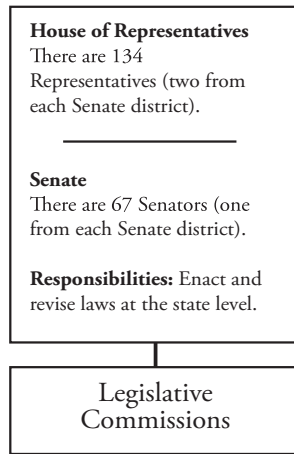 House of Representatives
There are 134
Representatives (two from
each Senate district).
Senate
There are 67 Senators (one
from each Senate district).
Responsibilities: Enact and
revise laws at the state level.
Legislative
Commissions